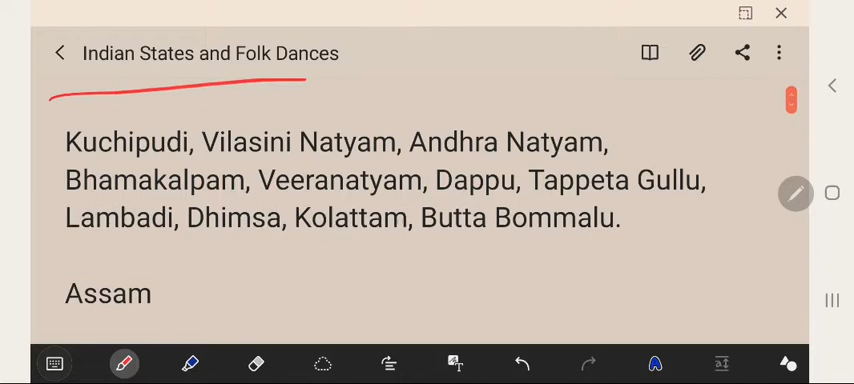 Indian States and Folk Dances
Kuchipudi, Vilasini Natyam, Andhra Natyam,
Bhamakalpam, Veeranatyam, Dappu, Tappeta Gullu,
Lambadi, Dhimsa, Kolattam, Butta Bommalu.
Assam